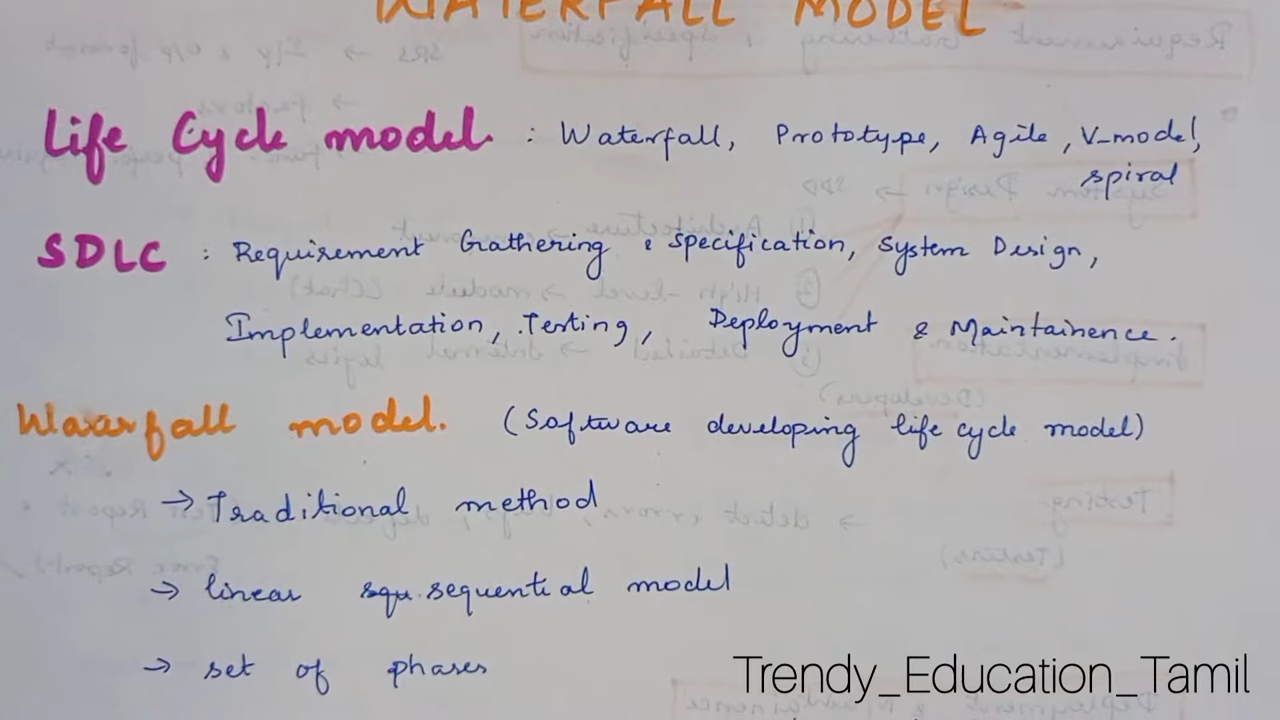 WATERFALL MODEL
Life Cycle model. : Waterfall, Prototype, Agile, V-model,
spiral
SDLC : Requirement Grathering & specification, System Design,
Implementation, Testing, Deployment & Maintainence.
Waterfall model. (Software developing life cycle model)
→ Traditional method
→ linear squ.sequential model
→ set of phases
Trendy_Education_Tamil